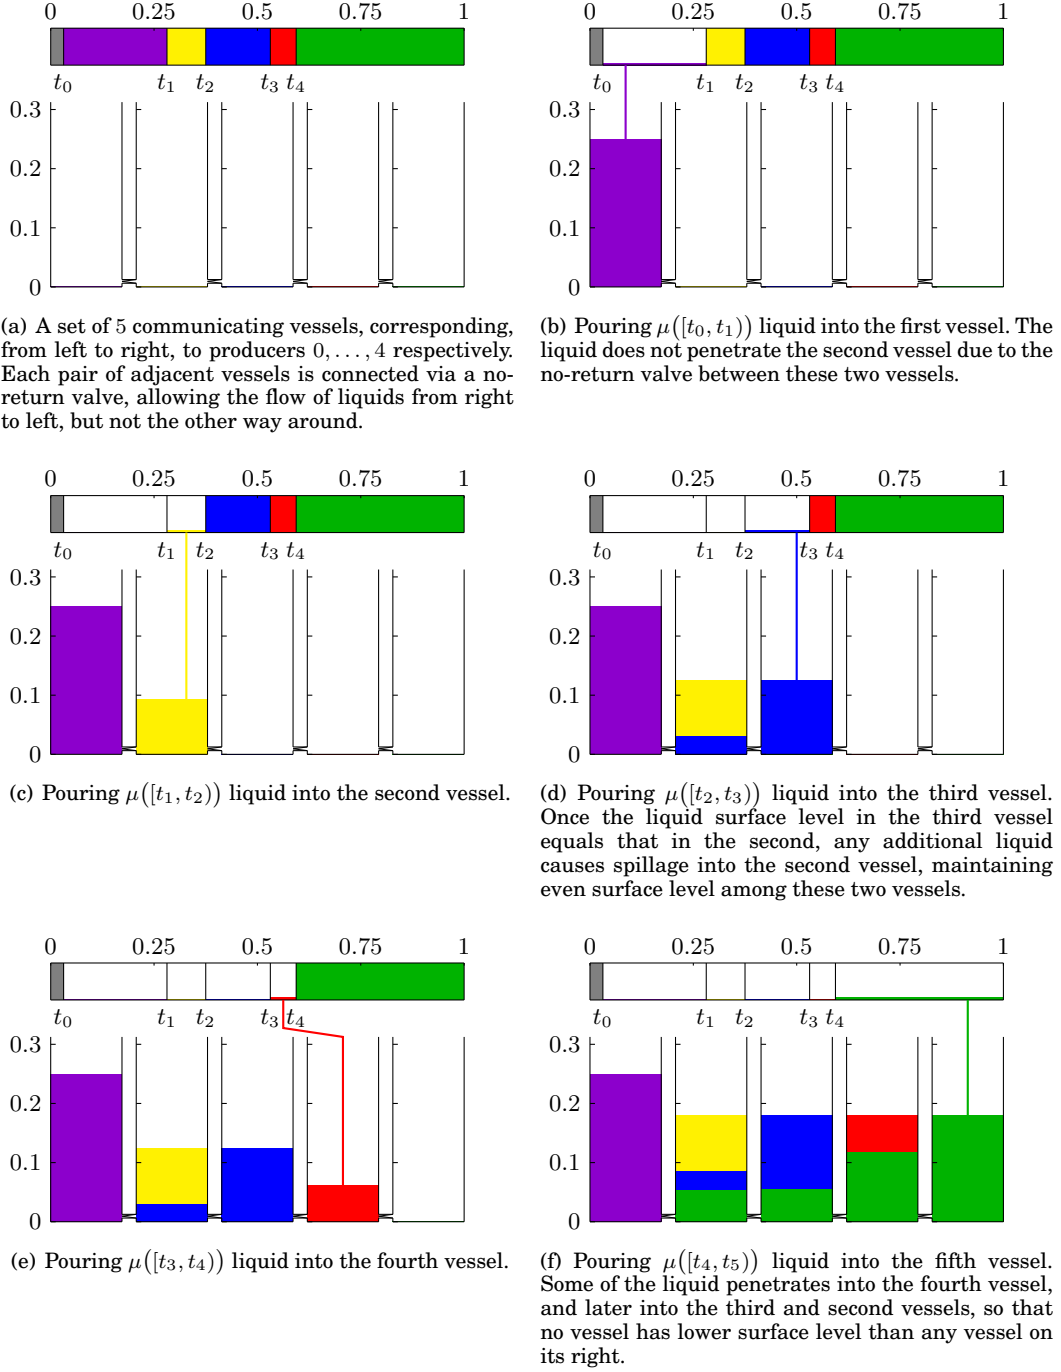 0 0.25 0.5 0.75 1
t0 t1 t2 t3 t4
0.3
0.2
0.1
0
(a) A set of 5 communicating vessels, corresponding,
from left to right, to producers 0, . . . , 4 respectively.
Each pair of adjacent vessels is connected via a no-
return valve, allowing the flow of liquids from right
to left, but not the other way around.
0 0.25 0.5 0.75 1
t0 t1 t2 t3 t4
0.3
0.2
0.1
0
(b) Pouring μ([t0, t1)) liquid into the first vessel. The
liquid does not penetrate the second vessel due to the
no-return valve between these two vessels.
0 0.25 0.5 0.75 1
t0 t1 t2 t3 t4
0.3
0.2
0.1
0
(c) Pouring μ([t1, t2)) liquid into the second vessel.
0 0.25 0.5 0.75 1
t0 t1 t2 t3 t4
0.3
0.2
0.1
0
(d) Pouring μ([t2, t3)) liquid into the third vessel.
Once the liquid surface level in the third vessel
equals that in the second, any additional liquid
causes spillage into the second vessel, maintaining
even surface level among these two vessels.
0 0.25 0.5 0.75 1
t0 t1 t2 t3 t4
0.3
0.2
0.1
0
(e) Pouring μ([t3, t4)) liquid into the fourth vessel.
0 0.25 0.5 0.75 1
t0 t1 t2 t3 t4
0.3
0.2
0.1
0
(f) Pouring μ([t4, t5)) liquid into the fifth vessel.
Some of the liquid penetrates into the fourth vessel,
and later into the third and second vessels, so that
no vessel has lower surface level than any vessel on
its right.